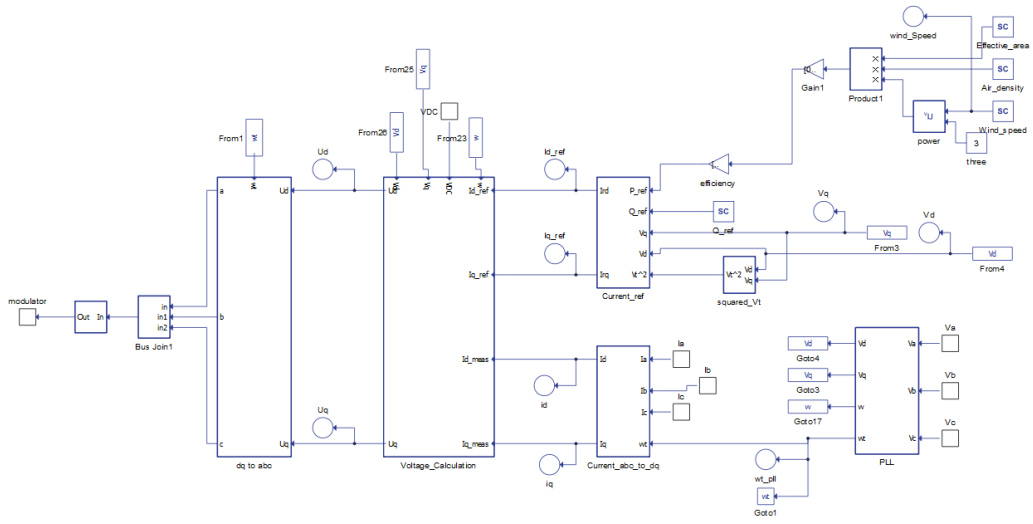 wind_Speed
SC
Effective_area
From25
Vq
[0...
Gain1
X
X
X
Product1
SC
Air_density
VDC
From26
Vd
From23
w
From1
wt
uv
power
SC
Wind_speed
3
three
Ud
Id_ref
[...
efficiency
wt
a
Ud
Ud
Vd
Vq
VDC
w
Id_ref
Ird
P_ref
Q_ref
SC
Q_ref
Vq
Vd
Vq
Vq
From3
Vd
From4
Iq_ref
Iq_ref
Irq
Vd
Vt^2
Current_ref
Vt^2
Vd
Vq
squared_Vt
modulator
Out
In
in
in1
in2
Bus Join1
b
Id_meas
Id
Ia
Ia
Ib
Ib
Ic
Ic
id
Vd
Goto4
Vq
Goto3
w
Goto17
Vd
Va
Va
Vq
Vb
Vb
w
wt
Vc
Vc
PLL
Uq
c
Uq
dq to abc
Uq
Iq_meas
Voltage_Calculation
Iq
wt
Current_abc_to_dq
iq
wt_pll
wt
Goto1